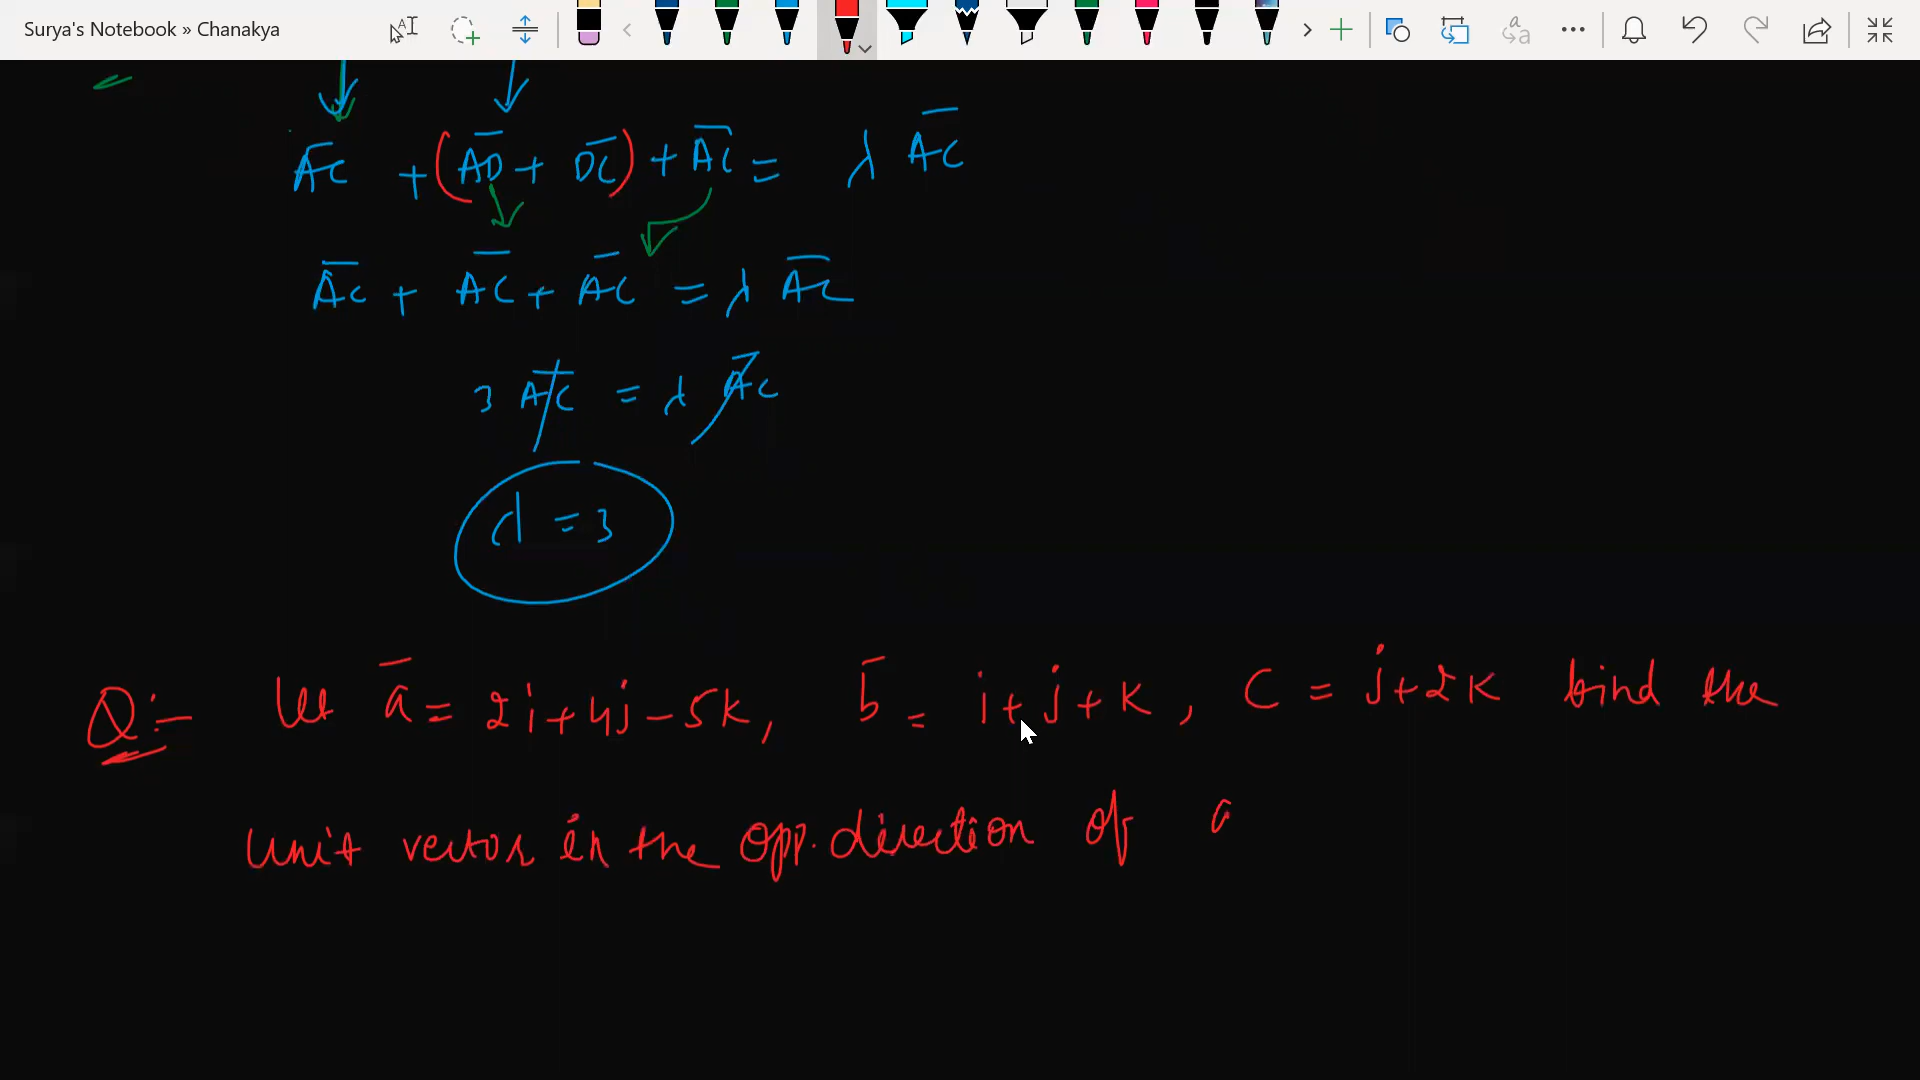 Surya's Notebook » Chanakya
AC + (AD + DC) + AC = λ AC
AC + AC + AC = λ AC
3 AC = λ AC
λ = 3
Q:- Let a = 2i + 4j - 5k, b = i + j + k, C = j + 2k find the
unit vector in the opp. direction of a